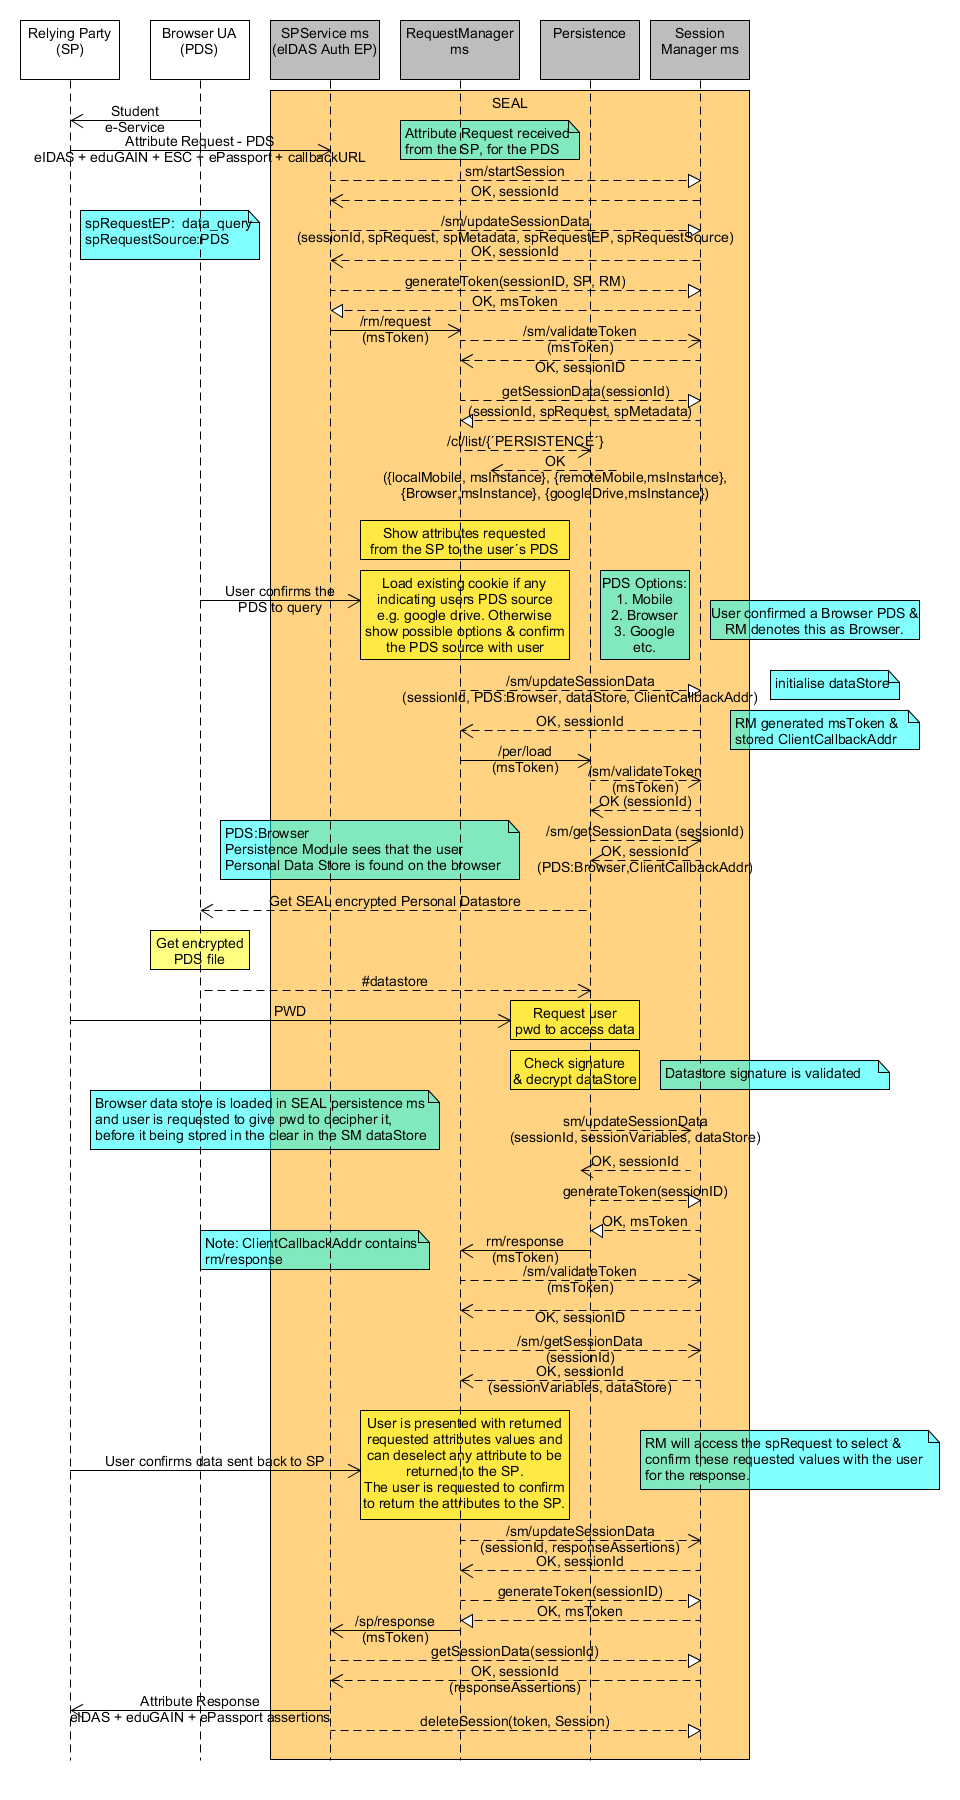 Relying Party
(SP)
Browser UA
(PDS)
SPService ms
(eIDAS Auth EP)
RequestManager
ms
Persistence
Session
Manager ms
SEAL
Student
e-Service
Attribute Request - PDS
eIDAS + eduGAIN + ESC + ePassport + callbackURL
Attribute Request received
from the SP, for the PDS
sm/startSession
OK, sessionId
spRequestEP:  data_query
spRequestSource:PDS
/sm/updateSessionData
(sessionId, spRequest, spMetadata, spRequestEP, spRequestSource)
OK, sessionId
generateToken(sessionID, SP, RM)
OK, msToken
/rm/request
(msToken)
/sm/validateToken
(msToken)
OK, sessionID
getSessionData(sessionId)
(sessionId, spRequest, spMetadata)
/cl/list/{´PERSISTENCE´}
OK
({localMobile, msInstance}, {remoteMobile,msInstance},
{Browser,msInstance}, {googleDrive,msInstance})
Show attributes requested
from the SP to the user´s PDS
User confirms the
PDS to query
Load existing cookie if any
indicating users PDS source
e.g. google drive. Otherwise
show possible options & confirm
the PDS source with user
PDS Options:
1. Mobile
2. Browser
3. Google
etc.
User confirmed a Browser PDS &
RM denotes this as Browser.
/sm/updateSessionData
(sessionId, PDS:Browser, dataStore, ClientCallbackAddr)
initialise dataStore
OK, sessionId
RM generated msToken &
stored ClientCallbackAddr
/per/load
(msToken)
/sm/validateToken
(msToken)
OK (sessionId)
PDS:Browser
Persistence Module sees that the user
Personal Data Store is found on the browser
/sm/getSessionData (sessionId)
OK, sessionId
(PDS:Browser,ClientCallbackAddr)
Get SEAL encrypted Personal Datastore
Get encrypted
PDS file
#datastore
PWD
Request user
pwd to access data
Check signature
& decrypt dataStore
Datastore signature is validated
Browser data store is loaded in SEAL persistence ms
and user is requested to give pwd to decipher it,
before it being stored in the clear in the SM dataStore
sm/updateSessionData
(sessionId, sessionVariables, dataStore)
OK, sessionId
generateToken(sessionID)
OK, msToken
Note: ClientCallbackAddr contains
rm/response
rm/response
(msToken)
/sm/validateToken
(msToken)
OK, sessionID
/sm/getSessionData
(sessionId)
OK, sessionId
(sessionVariables, dataStore)
User is presented with returned
requested attributes values and
can deselect any attribute to be
returned to the SP.
The user is requested to confirm
to return the attributes to the SP.
User confirms data sent back to SP
RM will access the spRequest to select &
confirm these requested values with the user
for the response.
/sm/updateSessionData
(sessionId, responseAssertions)
OK, sessionId
generateToken(sessionID)
OK, msToken
/sp/response
(msToken)
getSessionData(sessionId)
OK, sessionId
(responseAssertions)
Attribute Response
eIDAS + eduGAIN + ePassport assertions
deleteSession(token, Session)